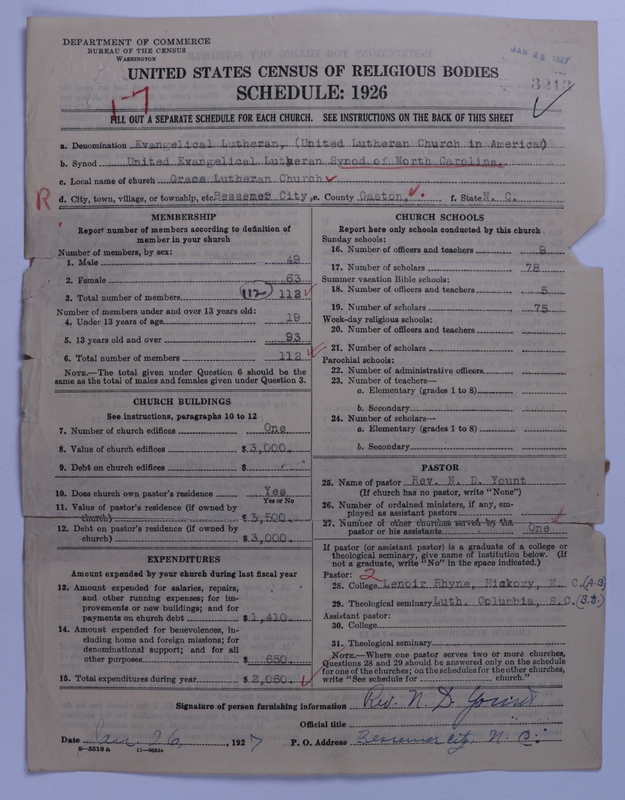 DEPARTMENT OF COMMERCE
BUREAU OF THE CENSUS
WASHINGTON
JAN 28 1927
UNITED STATES CENSUS OF RELIGIOUS BODIES
SCHEDULE: 1926
3213
1-7
FILL OUT A SEPARATE SCHEDULE FOR EACH CHURCH. SEE INSTRUCTIONS ON THE BACK OF THIS SHEET
a. Denomination Evangelical Lutheran, (United Lutheran Church in America)
b. Synod United Evangelical Lutheran Synod of North Carolina,
c. Local name of church Grace Lutheran Church
R
d. City, town, village, or township, etc. Bessemer City, e. County Gaston, f. State N. C.
MEMBERSHIP
Report number of members according to definition of
member in your church
Number of members, by sex:
1. Male 49
2. Female 63
3. Total number of members (112) 112
Number of members under and over 13 years old:
4. Under 13 years of age 19
5. 13 years old and over 93
6. Total number of members 112
NOTE.—The total given under Question 6 should be the
same as the total of males and females given under Question 3.
CHURCH BUILDINGS
See instructions, paragraphs 10 to 12
7. Number of church edifices One
8. Value of church edifices $ 3,000.
9. Debt on church edifices $
10. Does church own pastor's residence Yes
Yes or No
11. Value of pastor's residence (if owned by
church) $ 3,500.
12. Debt on pastor's residence (if owned by
church) $ 3,000.
EXPENDITURES
Amount expended by your church during last fiscal year
13. Amount expended for salaries, repairs,
and other running expenses; for im-
provements or new buildings; and for
payments on church debt $ 1,410.
14. Amount expended for benevolences, in-
cluding home and foreign missions; for
denominational support; and for all
other purposes $ 650.
15. Total expenditures during year $ 2,060.
CHURCH SCHOOLS
Report here only schools conducted by this church
Sunday schools:
16. Number of officers and teachers 9
17. Number of scholars 78
Summer vacation Bible schools:
18. Number of officers and teachers 5
19. Number of scholars 75
Week-day religious schools:
20. Number of officers and teachers
21. Number of scholars
Parochial schools:
22. Number of administrative officers
23. Number of teachers—
a. Elementary (grades 1 to 8)
b. Secondary
24. Number of scholars—
a. Elementary (grades 1 to 8)
b. Secondary
PASTOR
25. Name of pastor Rev. N. D. Yount
(If church has no pastor, write "None")
26. Number of ordained ministers, if any, em-
ployed as assistant pastors
27. Number of other churches served by the
pastor or his assistants One
If pastor (or assistant pastor) is a graduate of a college or
theological seminary, give name of institution below. (If
not a graduate, write "No" in the space indicated.)
Pastor: 2
28. College Lenoir Rhyne, Hickory, N. C. (A.B)
29. Theological seminary Luth. Columbia, S.C. (B.D.)
Assistant pastor:
30. College
31. Theological seminary
NOTE.—Where one pastor serves two or more churches,
Questions 28 and 29 should be answered only on the schedule
for one of the churches; on the schedules for the other churches,
write "See schedule for church."
Signature of person furnishing information Rev. N. D. Yount
Official title
Date Jan. 26, 1927 P. O. Address Bessemer City, N. C.
8-5518a 11-9034a